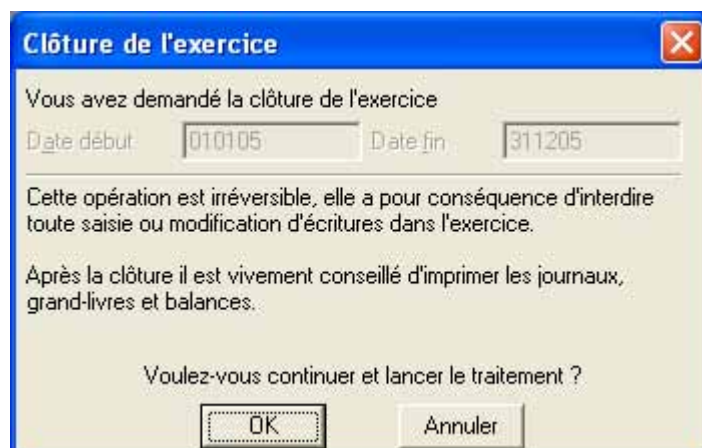 Clôture de l'exercice
Vous avez demandé la clôture de l'exercice
Date début 010105 Date fin 311205
Cette opération est irréversible, elle a pour conséquence d'interdire
toute saisie ou modification d'écritures dans l'exercice.
Après la clôture il est vivement conseillé d'imprimer les journaux,
grand-livres et balances.
Voulez-vous continuer et lancer le traitement ?
OK Annuler